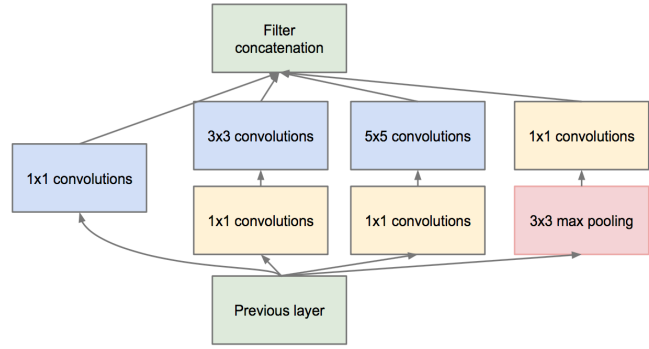 Filter
concatenation
3x3 convolutions
5x5 convolutions
1x1 convolutions
1x1 convolutions
1x1 convolutions
1x1 convolutions
3x3 max pooling
Previous layer